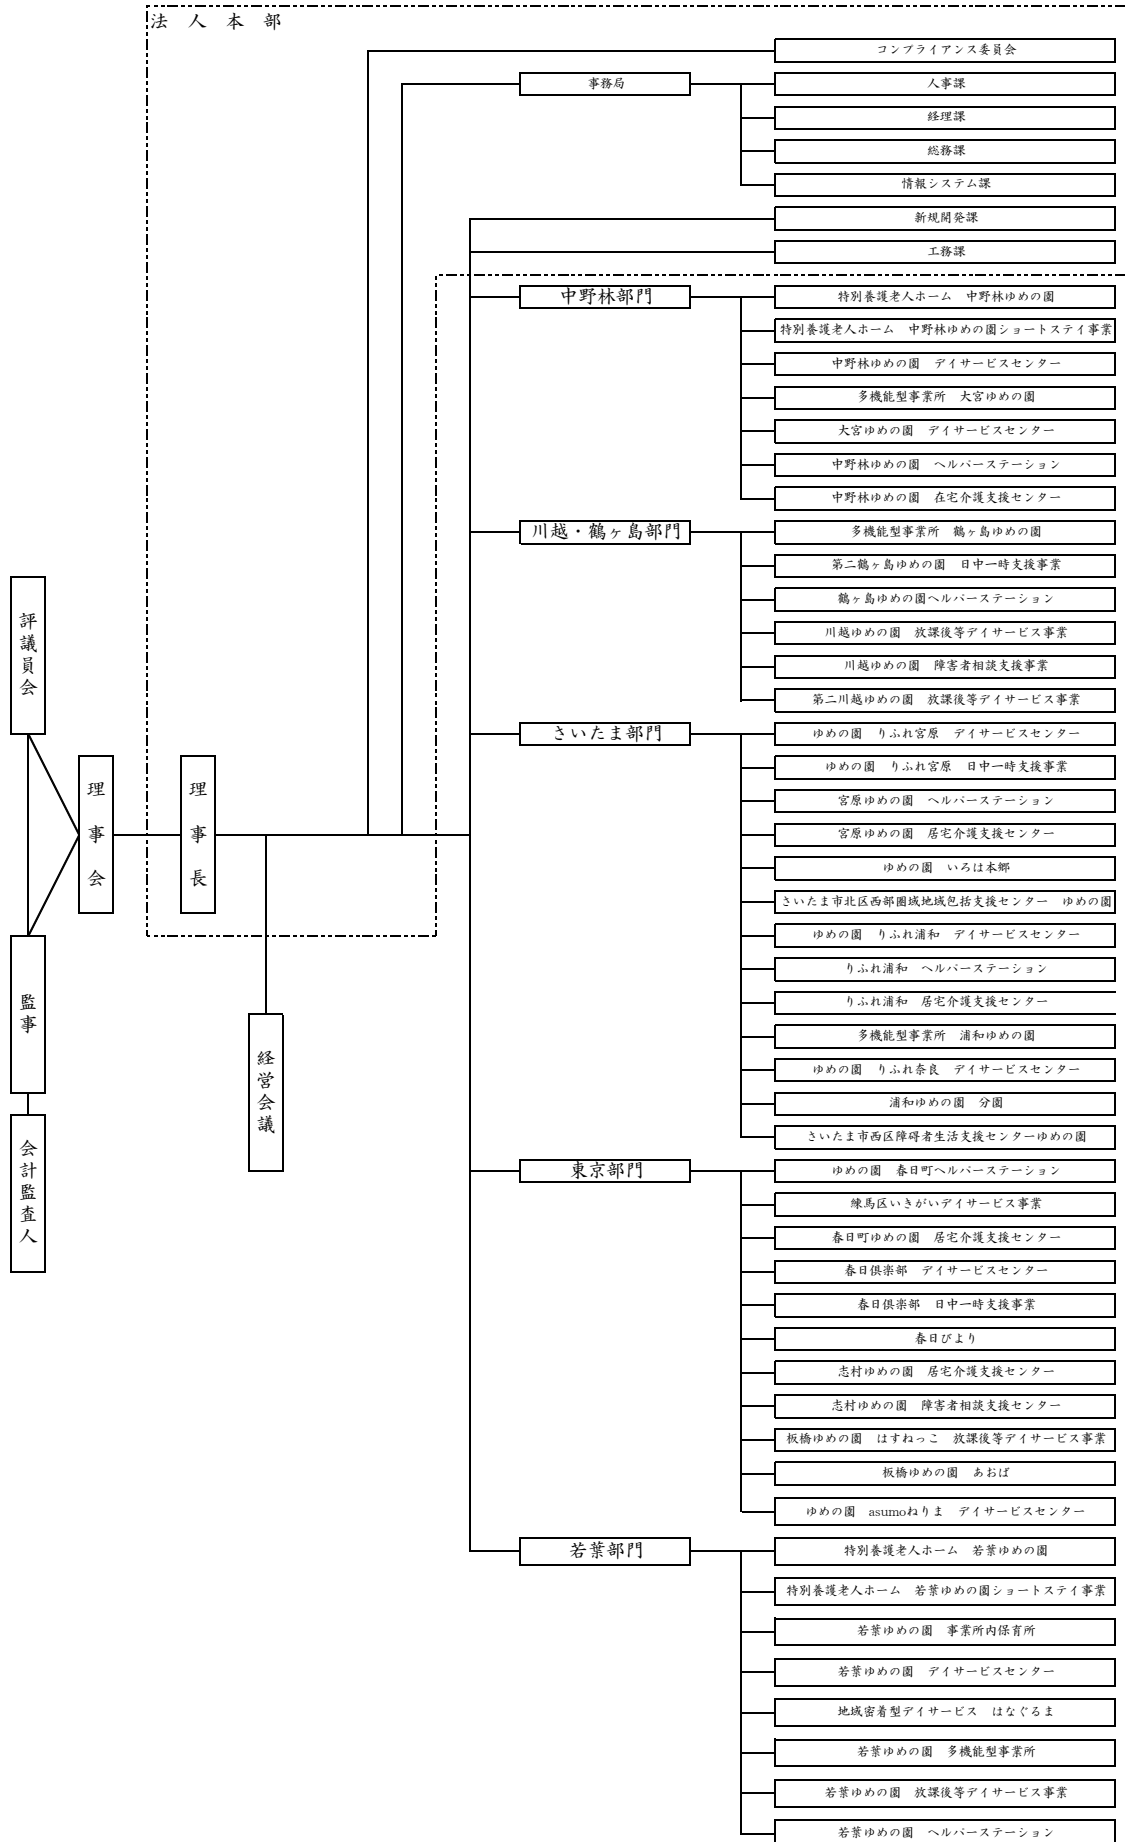 法人本部
コンプライアンス委員会
事務局
人事課
経理課
総務課
情報システム課
新規開発課
工務課
中野林部門
特別養護老人ホーム　中野林ゆめの園
特別養護老人ホーム　中野林ゆめの園ショートステイ事業
中野林ゆめの園　デイサービスセンター
多機能型事業所　大宮ゆめの園
大宮ゆめの園　デイサービスセンター
中野林ゆめの園　ヘルパーステーション
中野林ゆめの園　在宅介護支援センター
川越・鶴ヶ島部門
多機能型事業所　鶴ヶ島ゆめの園
第二鶴ヶ島ゆめの園　日中一時支援事業
鶴ヶ島ゆめの園ヘルパーステーション
川越ゆめの園　放課後等デイサービス事業
川越ゆめの園　障害者相談支援事業
第二川越ゆめの園　放課後等デイサービス事業
さいたま部門
ゆめの園　りふれ宮原　デイサービスセンター
ゆめの園　りふれ宮原　日中一時支援事業
宮原ゆめの園　ヘルパーステーション
宮原ゆめの園　居宅介護支援センター
ゆめの園　いろは本郷
さいたま市北区西部圏域地域包括支援センター　ゆめの園
ゆめの園　りふれ浦和　デイサービスセンター
りふれ浦和　ヘルパーステーション
りふれ浦和　居宅介護支援センター
多機能型事業所　浦和ゆめの園
ゆめの園　りふれ奈良　デイサービスセンター
浦和ゆめの園　分園
さいたま市西区障碍者生活支援センターゆめの園
東京部門
ゆめの園　春日町ヘルパーステーション
練馬区いきがいデイサービス事業
春日町ゆめの園　居宅介護支援センター
春日倶楽部　デイサービスセンター
春日倶楽部　日中一時支援事業
春日びより
志村ゆめの園　居宅介護支援センター
志村ゆめの園　障害者相談支援センター
板橋ゆめの園　はすねっこ　放課後等デイサービス事業
板橋ゆめの園　あおば
ゆめの園　asumoねりま　デイサービスセンター
若葉部門
特別養護老人ホーム　若葉ゆめの園
特別養護老人ホーム　若葉ゆめの園ショートステイ事業
若葉ゆめの園　事業所内保育所
若葉ゆめの園　デイサービスセンター
地域密着型デイサービス　はなぐるま
若葉ゆめの園　多機能型事業所
若葉ゆめの園　放課後等デイサービス事業
若葉ゆめの園　ヘルパーステーション
評議員会
理事会
理事長
監事
経営会議
会計監査人